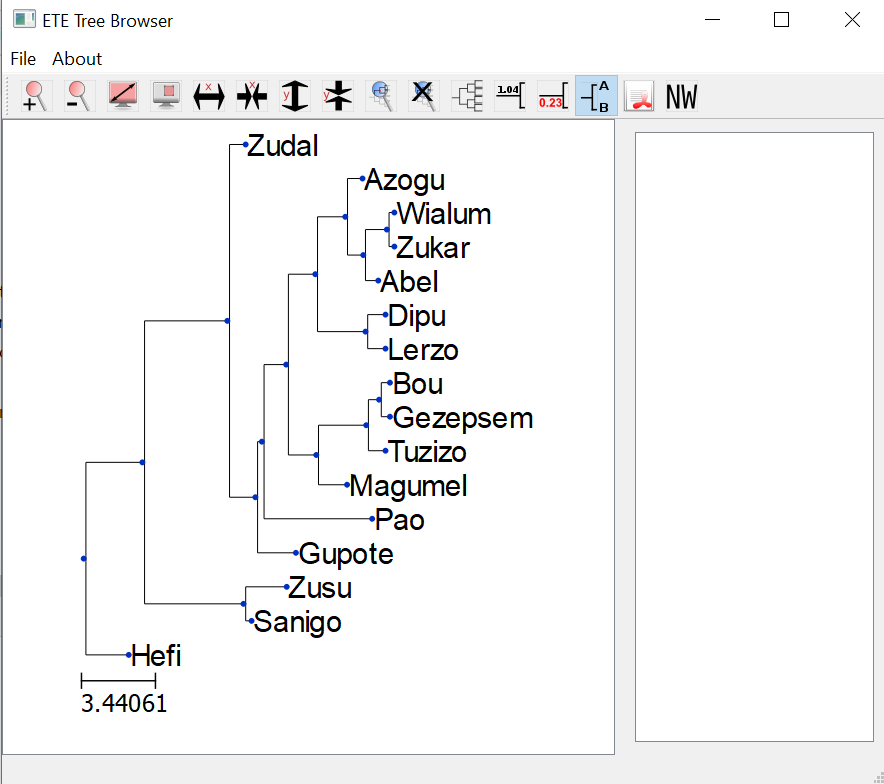 ETE Tree Browser
File About
x x y y 1.04 0.23 A B NW
Zudal
Azogu
Wialum
Zukar
Abel
Dipu
Lerzo
Bou
Gezepsem
Tuzizo
Magumel
Pao
Gupote
Zusu
Sanigo
Hefi
3.44061